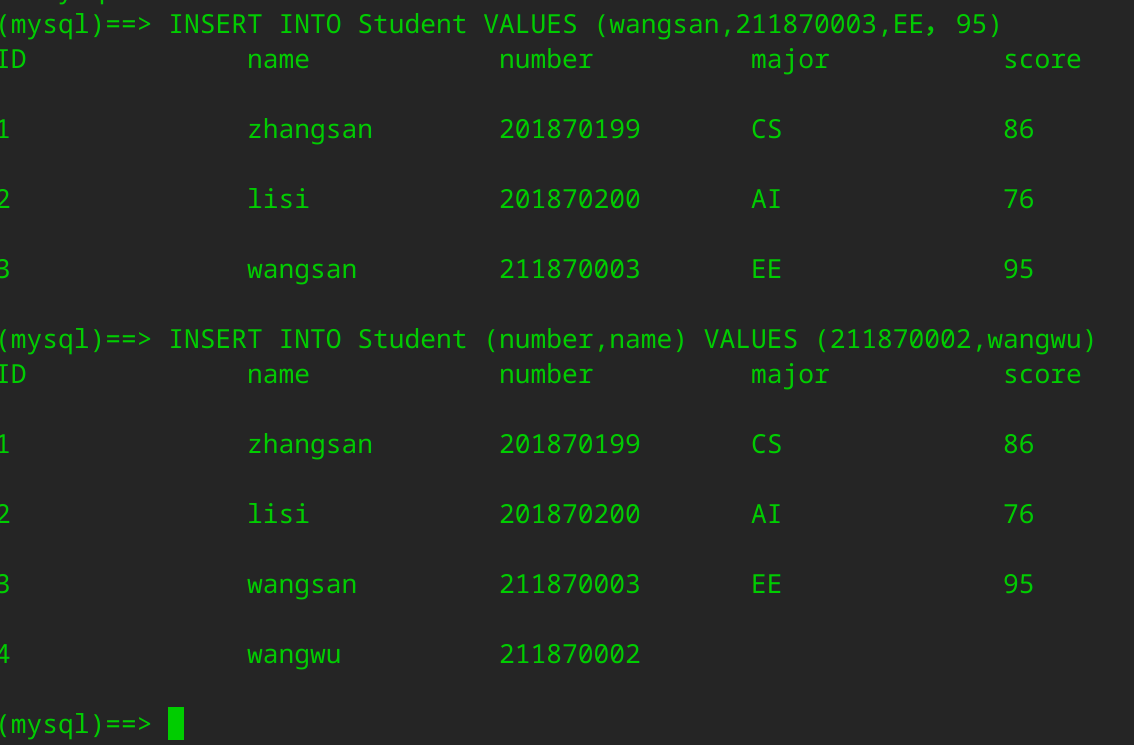 (mysql)==> INSERT INTO Student VALUES (wangsan,211870003,EE, 95)
ID name number major score
1 zhangsan 201870199 CS 86
2 lisi 201870200 AI 76
3 wangsan 211870003 EE 95
(mysql)==> INSERT INTO Student (number,name) VALUES (211870002,wangwu)
ID name number major score
1 zhangsan 201870199 CS 86
2 lisi 201870200 AI 76
3 wangsan 211870003 EE 95
4 wangwu 211870002
(mysql)==>